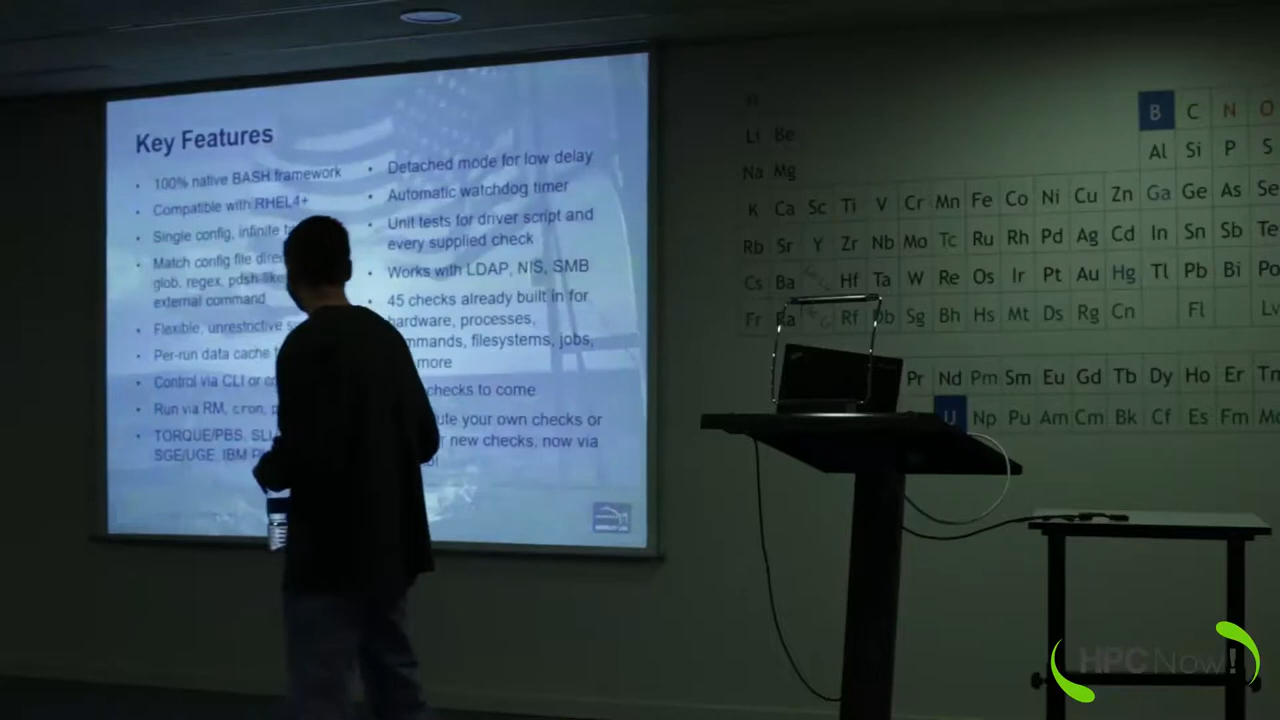 Key Features
100% native BASH framework
Compatible with RHEL4+
Single config, infinite
Match config file
glob, regex, pdsh-like
external command
Flexible, unrestrictive
Per-run data cache
Control via CLI or
Run via RM, cron,
TORQUE/PBS,
SGE/UGE, IBM
Detached mode for low delay
Automatic watchdog timer
Unit tests for driver script and
every supplied check
Works with LDAP, NIS, SMB
45 checks already built in for
hardware, processes,
filesystems, jobs,
more
checks to come
your own checks or
new checks, now via
H
B C N O
Li Be
Al Si P S
Na Mg
K Ca Sc Ti V Cr Mn Fe Co Ni Cu Zn Ga Ge As Se
Rb Sr Y Zr Nb Mo Tc Ru Rh Pd Ag Cd In Sn Sb Te
Cs Ba Hf Ta W Re Os Ir Pt Au Hg Tl Pb Bi Po
Fr Ra Rf Db Sg Bh Hs Mt Ds Rg Cn Fl Lv
Pr Nd Pm Sm Eu Gd Tb Dy Ho Er Tm
U Np Pu Am Cm Bk Cf Es Fm Md
HPCNow!